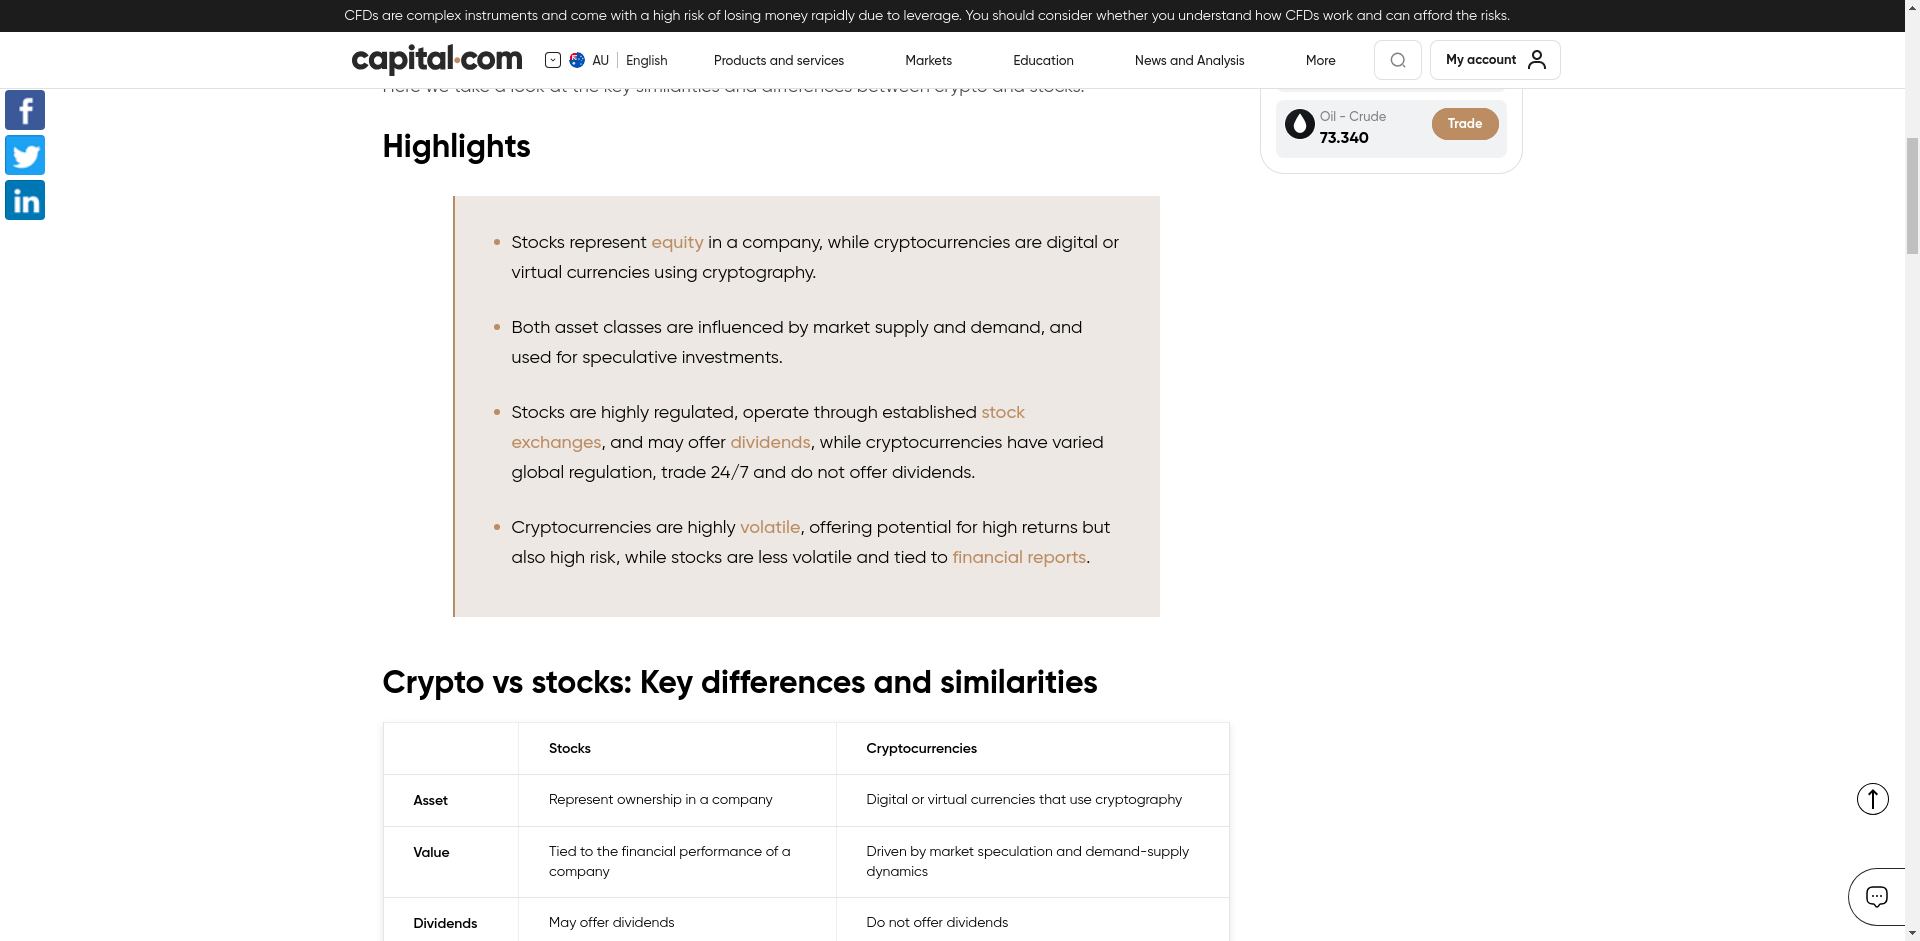 CFDs are complex instruments and come with a high risk of losing money rapidly due to leverage. You should consider whether you understand how CFDs work and can afford the risks.
capital.com
AU English
Products and services
Markets
Education
News and Analysis
More
My account
Here we take a look at the key similarities and differences between crypto and stocks.
Oil - Crude
73.340
Trade
Highlights
Stocks represent equity in a company, while cryptocurrencies are digital or
virtual currencies using cryptography.
Both asset classes are influenced by market supply and demand, and
used for speculative investments.
Stocks are highly regulated, operate through established stock
exchanges, and may offer dividends, while cryptocurrencies have varied
global regulation, trade 24/7 and do not offer dividends.
Cryptocurrencies are highly volatile, offering potential for high returns but
also high risk, while stocks are less volatile and tied to financial reports.
Crypto vs stocks: Key differences and similarities
Stocks
Cryptocurrencies
Asset
Represent ownership in a company
Digital or virtual currencies that use cryptography
Value
Tied to the financial performance of a
company
Driven by market speculation and demand-supply
dynamics
Dividends
May offer dividends
Do not offer dividends